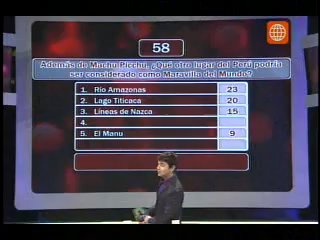 58
Además de Machu Picchu, ¿Qué otro lugar del Perú podría
ser considerado como Maravilla del Mundo?
1. Río Amazonas 23
2. Lago Titicaca 20
3. Líneas de Nazca 15
4.
5. El Manu 9